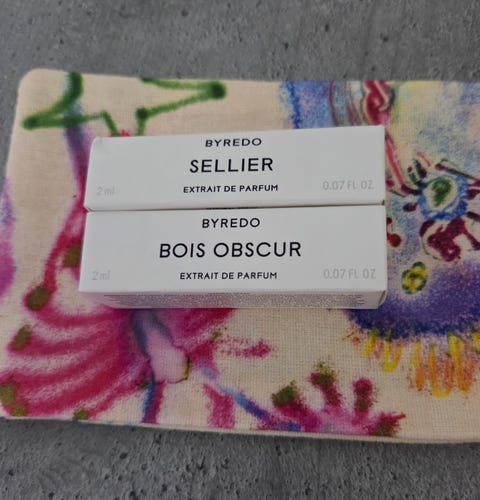 BYREDO
SELLIER
2 ml EXTRAIT DE PARFUM 0.07 FL OZ
BYREDO
BOIS OBSCUR
2 ml EXTRAIT DE PARFUM 0.07 FL OZ